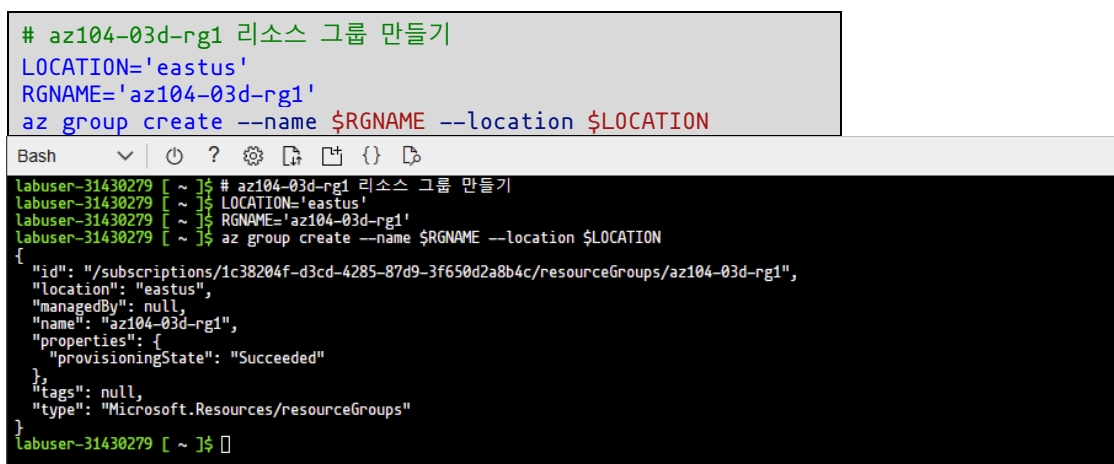 # az104-03d-rg1 리소스 그룹 만들기
LOCATION='eastus'
RGNAME='az104-03d-rg1'
az group create --name $RGNAME --location $LOCATION
Bash
labuser-31430279 [ ~ ]$ # az104-03d-rg1 리소스 그룹 만들기
labuser-31430279 [ ~ ]$ LOCATION='eastus'
labuser-31430279 [ ~ ]$ RGNAME='az104-03d-rg1'
labuser-31430279 [ ~ ]$ az group create --name $RGNAME --location $LOCATION
{
  "id": "/subscriptions/1c38204f-d3cd-4285-87d9-3f650d2a8b4c/resourceGroups/az104-03d-rg1",
  "location": "eastus",
  "managedBy": null,
  "name": "az104-03d-rg1",
  "properties": {
    "provisioningState": "Succeeded"
  },
  "tags": null,
  "type": "Microsoft.Resources/resourceGroups"
}
labuser-31430279 [ ~ ]$